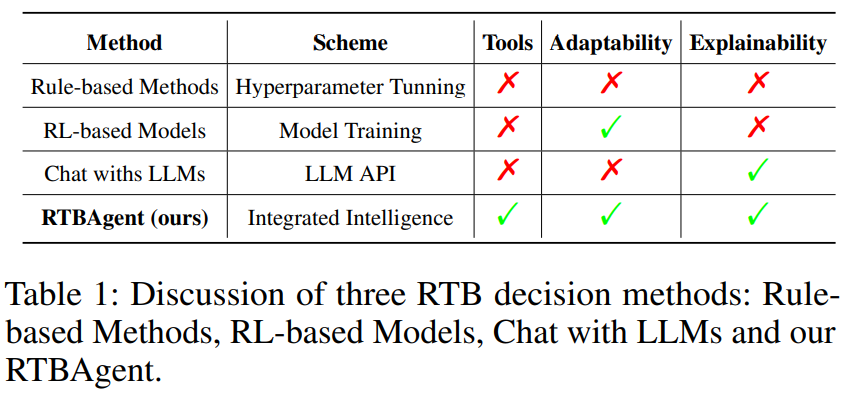 Method Scheme Tools Adaptability Explainability
Rule-based Methods Hyperparameter Tunning ✗ ✗ ✗
RL-based Models Model Training ✗ ✓ ✗
Chat withs LLMs LLM API ✗ ✗ ✓
RTBAgent (ours) Integrated Intelligence ✓ ✓ ✓
Table 1: Discussion of three RTB decision methods: Rule-
based Methods, RL-based Models, Chat with LLMs and our
RTBAgent.